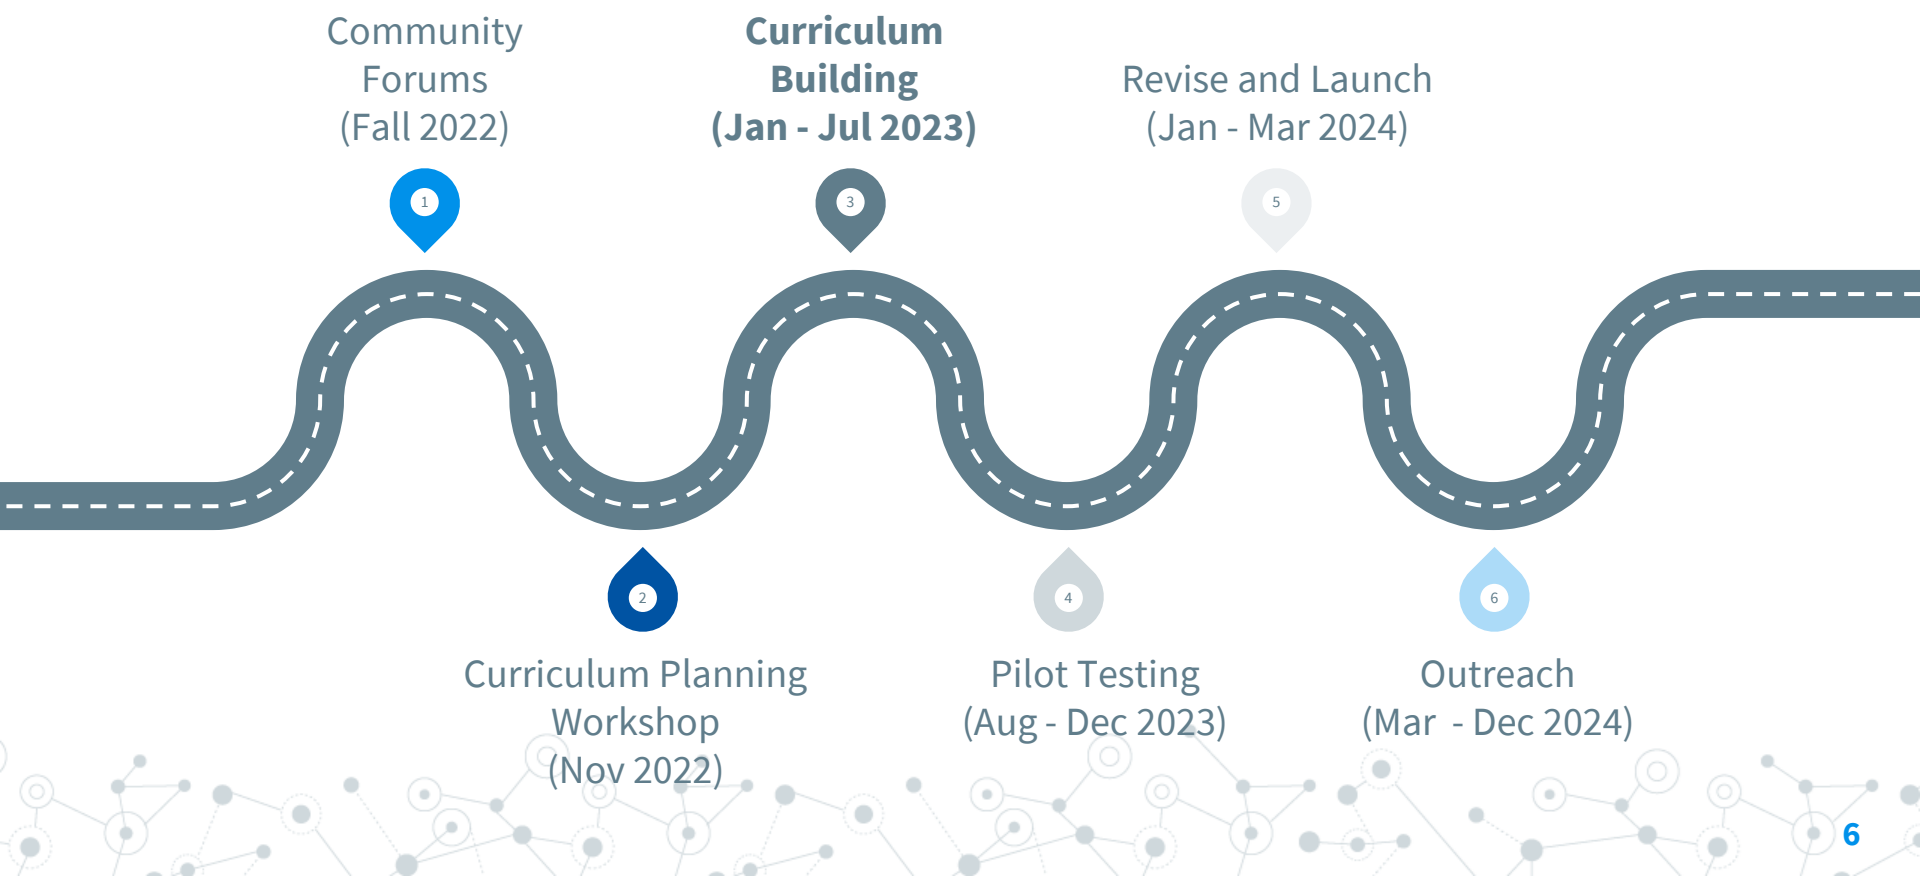 Community
Forums
(Fall 2022)
1
Curriculum Planning
Workshop
(Nov 2022)
2
Curriculum
Building
(Jan - Jul 2023)
3
Pilot Testing
(Aug - Dec 2023)
4
Revise and Launch
(Jan - Mar 2024)
5
Outreach
(Mar  - Dec 2024)
6
6